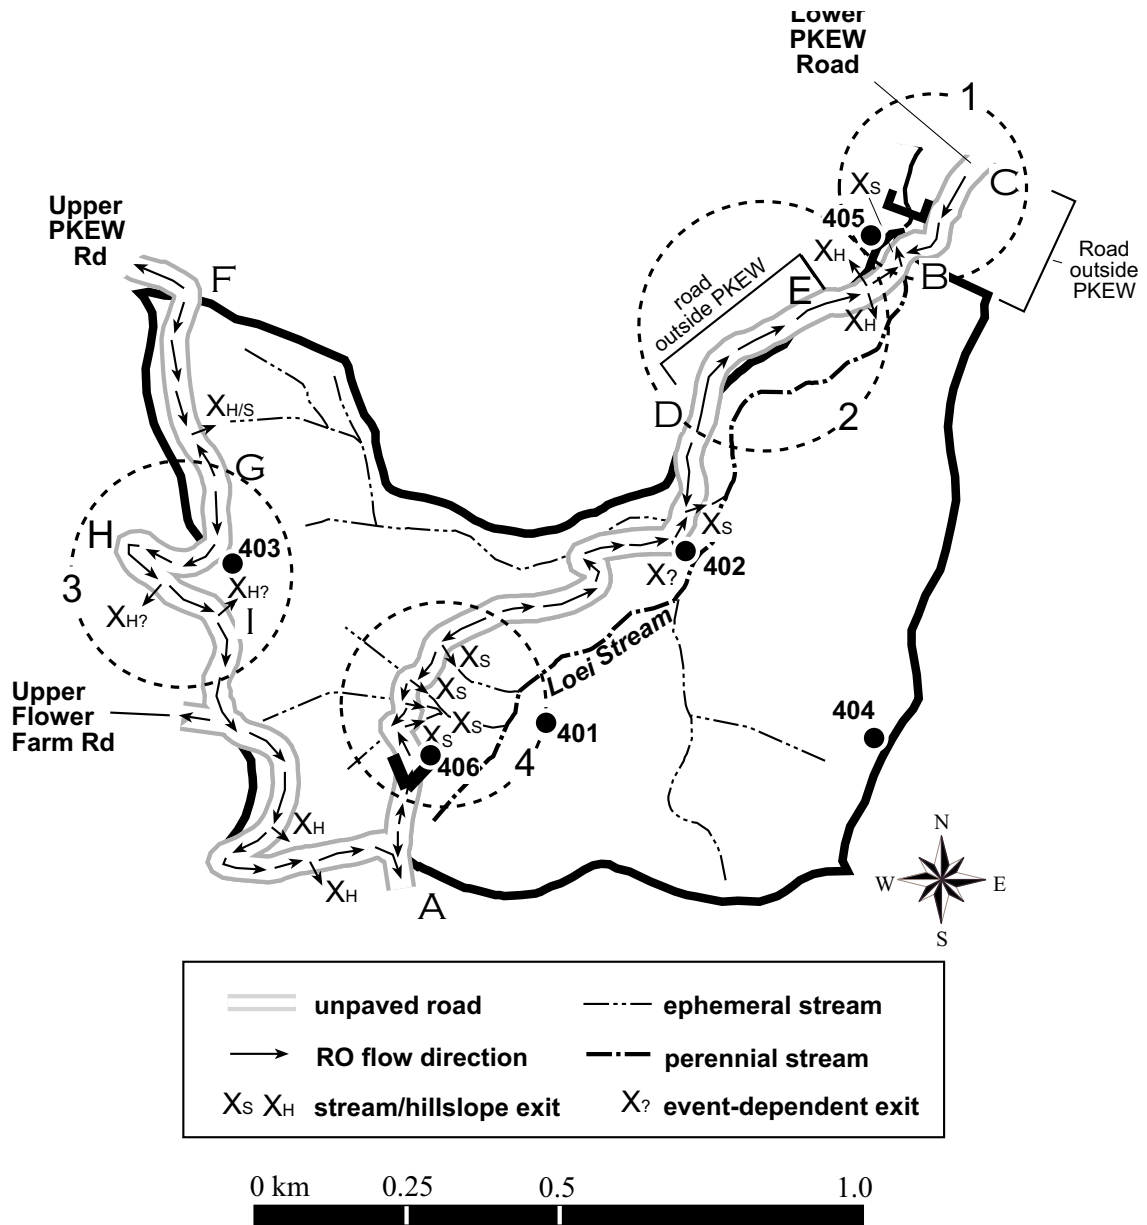 Lower
PKEW
Road
1
C
Upper
PKEW
Rd
XS
405
Road
outside
PKEW
F
XH
road
outside PKEW
E
B
XH
XH/S
D
2
G
XS
H
403
402
3
XH?
X?
XH?
I
Loei Stream
XS
XS
Upper
Flower
Farm Rd
XS
404
401
XS
406
4
XH
XH
A
N
W
E
S
unpaved road
ephemeral stream
RO flow direction
perennial stream
XS XH stream/hillslope exit
X? event-dependent exit
0 km 0.25 0.5 1.0